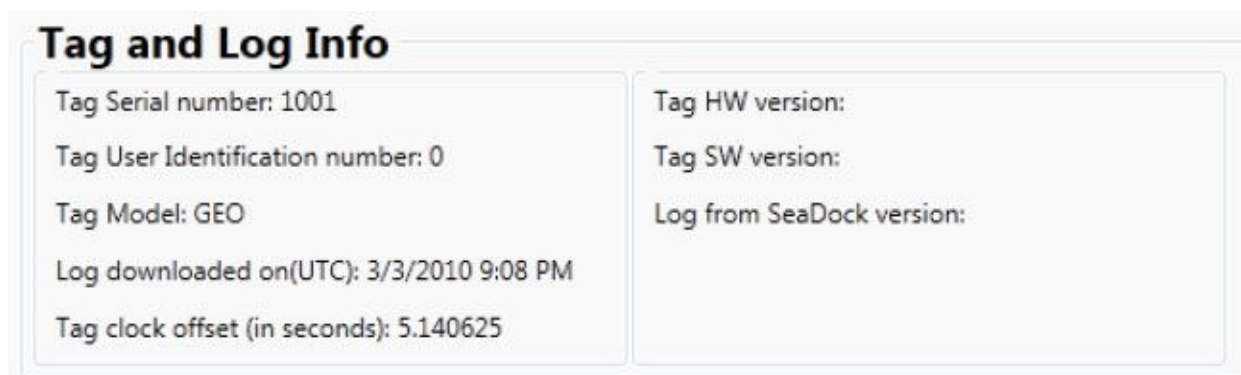 Tag and Log Info
Tag Serial number: 1001
Tag User Identification number: 0
Tag Model: GEO
Log downloaded on(UTC): 3/3/2010 9:08 PM
Tag clock offset (in seconds): 5.140625
Tag HW version:
Tag SW version:
Log from SeaDock version: